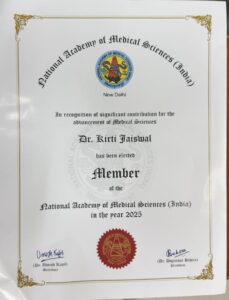 National Academy of Medical Sciences (India)
New Delhi
In recognition of significant contribution for the
advancement of Medical Sciences
Dr. Kirti Jaiswal
has been elected
Member
of the
National Academy of Medical Sciences (India)
in the year 2025
Secretary
President